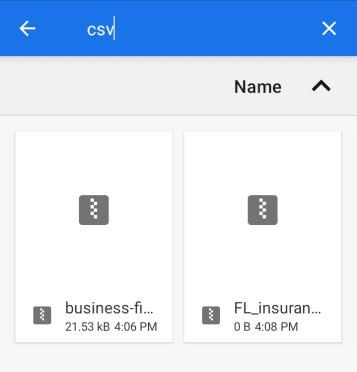 csv
Name
business-fi...
21.53 kB 4:06 PM
FL_insuran...
0 B 4:08 PM